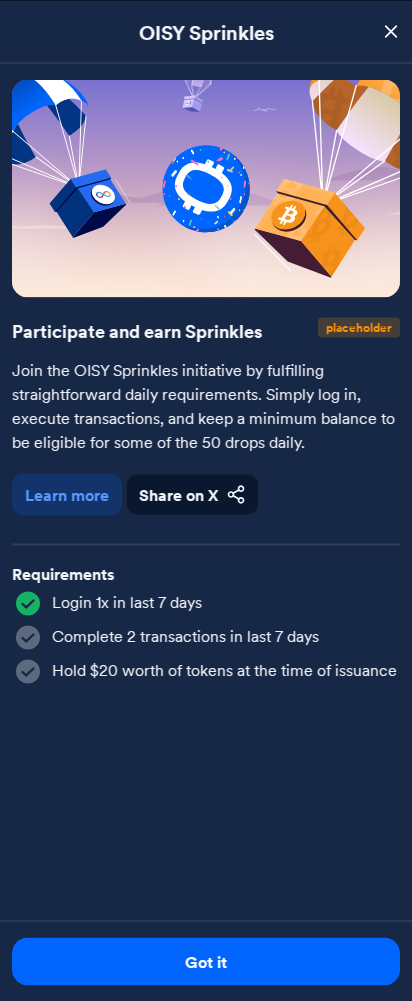 OISY Sprinkles
Participate and earn Sprinkles
placeholder
Join the OISY Sprinkles initiative by fulfilling
straightforward daily requirements. Simply log in,
execute transactions, and keep a minimum balance to
be eligible for some of the 50 drops daily.
Learn more
Share on X
Requirements
Login 1x in last 7 days
Complete 2 transactions in last 7 days
Hold $20 worth of tokens at the time of issuance
Got it